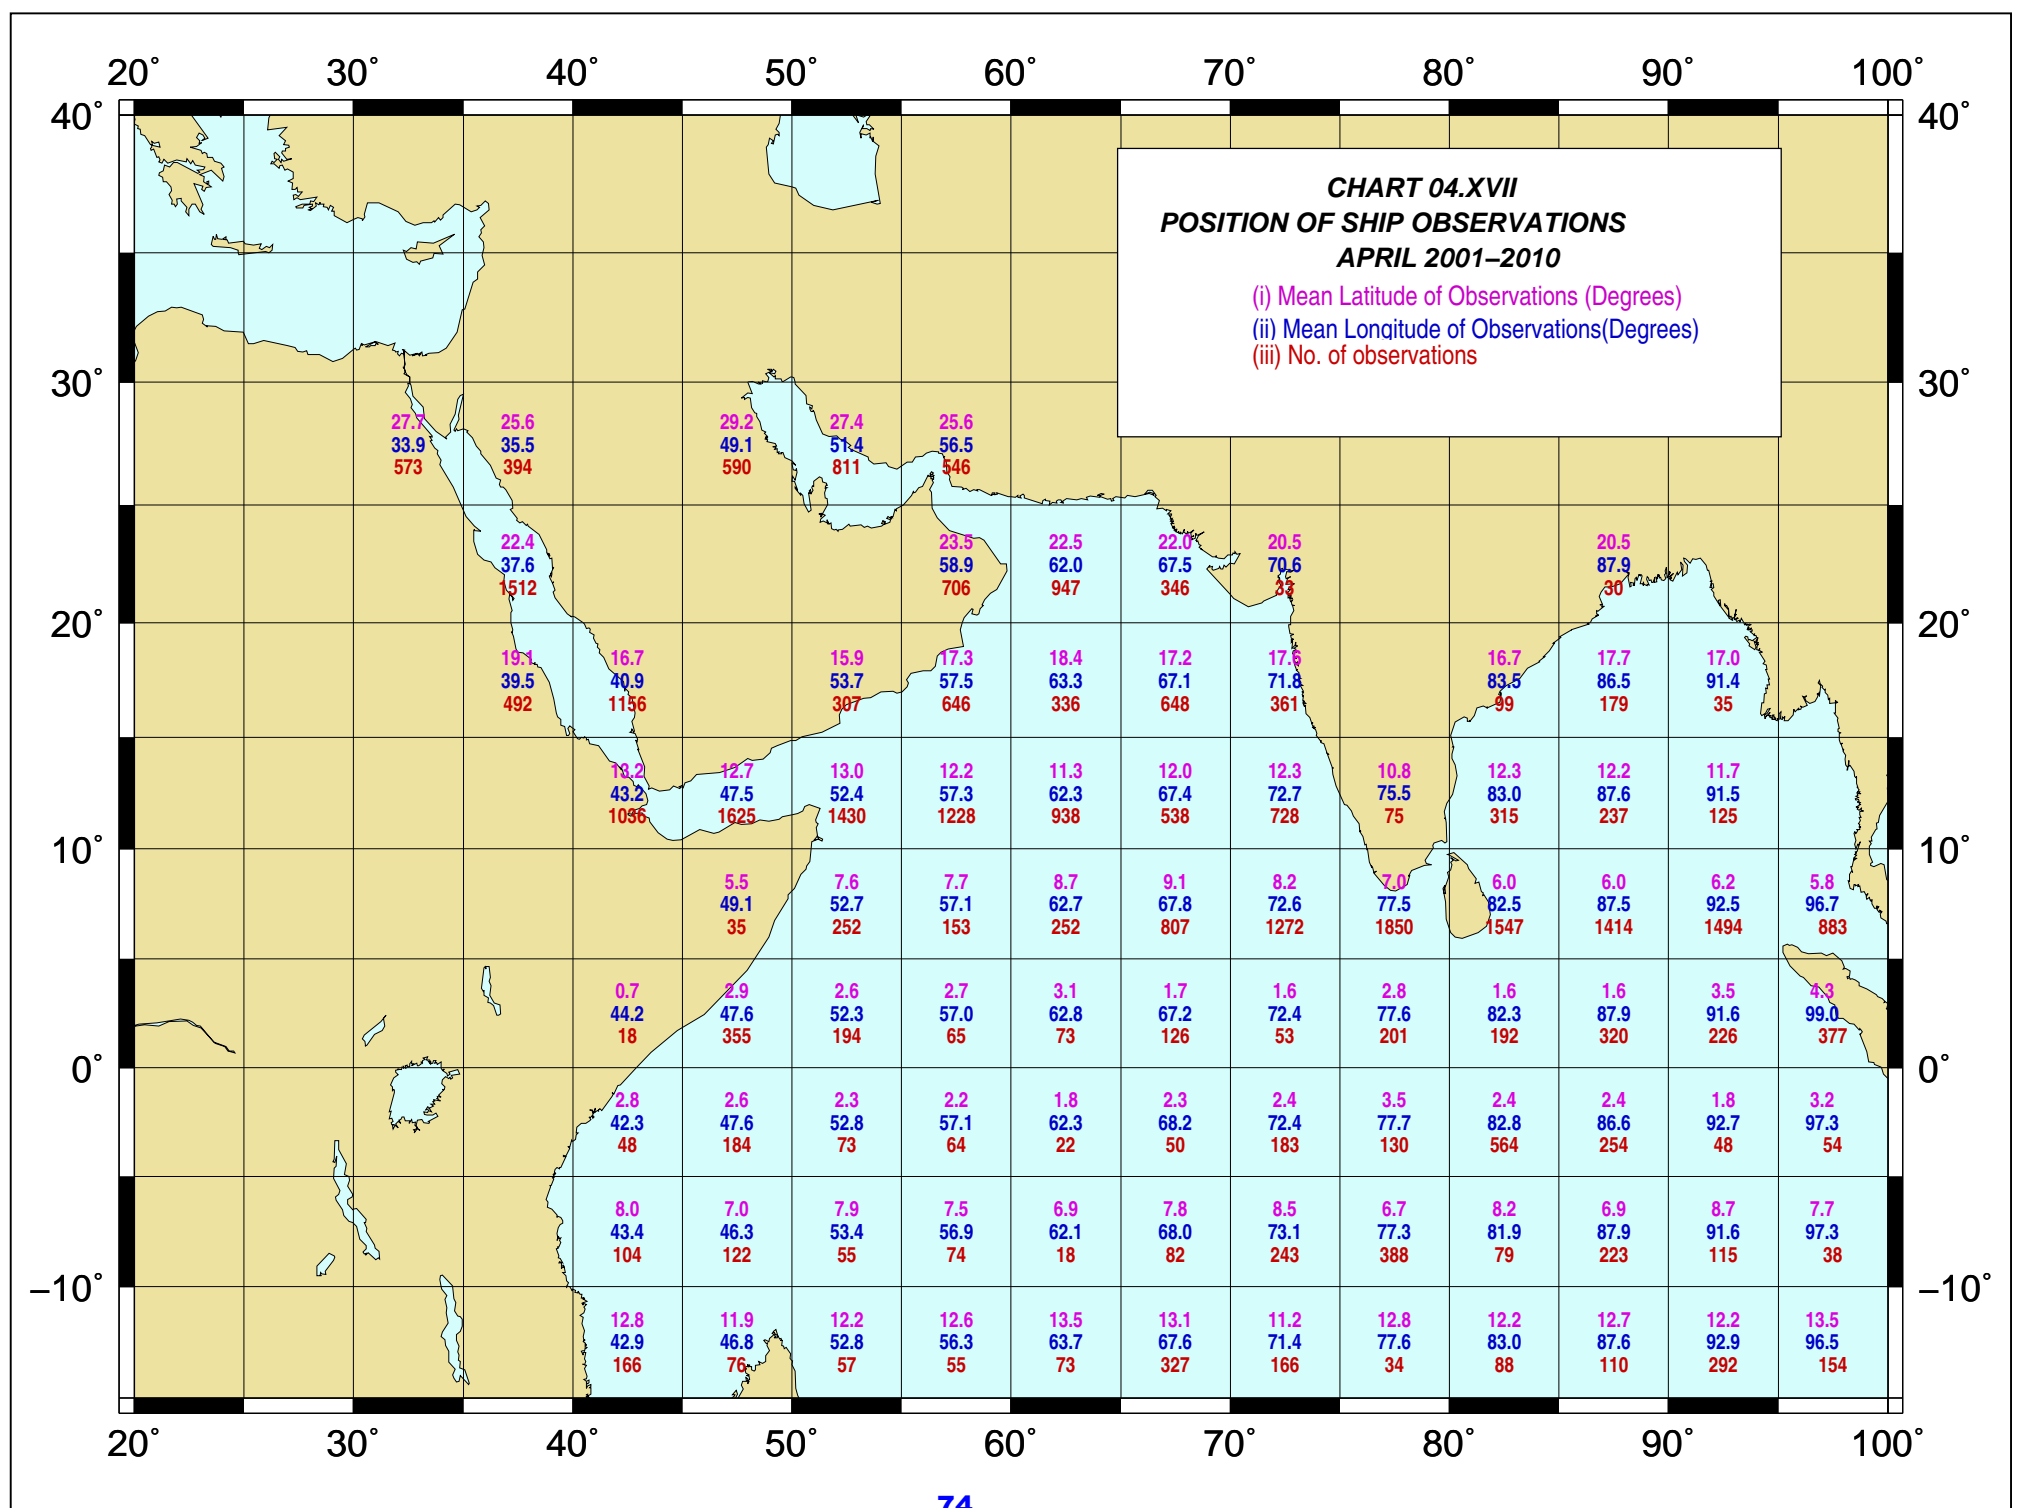 20° 30° 40° 50° 60° 70° 80° 90° 100°
40° 40°
CHART 04.XVII
POSITION OF SHIP OBSERVATIONS
APRIL 2001–2010
(i) Mean Latitude of Observations (Degrees)
(ii) Mean Longitude of Observations(Degrees)
(iii) No. of observations
30° 30°
27.7 25.6 29.2 27.4 25.6
33.9 35.5 49.1 51.4 56.5
573 394 590 811 546
22.4 23.5 22.5 22.0 20.5 20.5
37.6 58.9 62.0 67.5 70.6 87.9
1512 706 947 346 33 30
20° 20°
19.1 16.7 15.9 17.3 18.4 17.2 17.6 16.7 17.7 17.0
39.5 40.9 53.7 57.5 63.3 67.1 71.8 83.5 86.5 91.4
492 1156 307 646 336 648 361 99 179 35
13.2 12.7 13.0 12.2 11.3 12.0 12.3 10.8 12.3 12.2 11.7
43.2 47.5 52.4 57.3 62.3 67.4 72.7 75.5 83.0 87.6 91.5
1036 1625 1430 1228 938 538 728 75 315 237 125
10° 10°
5.5 7.6 7.7 8.7 9.1 8.2 7.0 6.0 6.0 6.2 5.8
49.1 52.7 57.1 62.7 67.8 72.6 77.5 82.5 87.5 92.5 96.7
35 252 153 252 807 1272 1850 1547 1414 1494 883
0.7 2.9 2.6 2.7 3.1 1.7 1.6 2.8 1.6 1.6 3.5 4.3
44.2 47.6 52.3 57.0 62.8 67.2 72.4 77.6 82.3 87.9 91.6 99.0
18 355 194 65 73 126 53 201 192 320 226 377
0° 0°
2.8 2.6 2.3 2.2 1.8 2.3 2.4 3.5 2.4 2.4 1.8 3.2
42.3 47.6 52.8 57.1 62.3 68.2 72.4 77.7 82.8 86.6 92.7 97.3
48 184 73 64 22 50 183 130 564 254 48 54
8.0 7.0 7.9 7.5 6.9 7.8 8.5 6.7 8.2 6.9 8.7 7.7
43.4 46.3 53.4 56.9 62.1 68.0 73.1 77.3 81.9 87.9 91.6 97.3
104 122 55 74 18 82 243 388 79 223 115 38
−10° −10°
12.8 11.9 12.2 12.6 13.5 13.1 11.2 12.8 12.2 12.7 12.2 13.5
42.9 46.8 52.8 56.3 63.7 67.6 71.4 77.6 83.0 87.6 92.9 96.5
166 76 57 55 73 327 166 34 88 110 292 154
20° 30° 40° 50° 60° 70° 80° 90° 100°
74